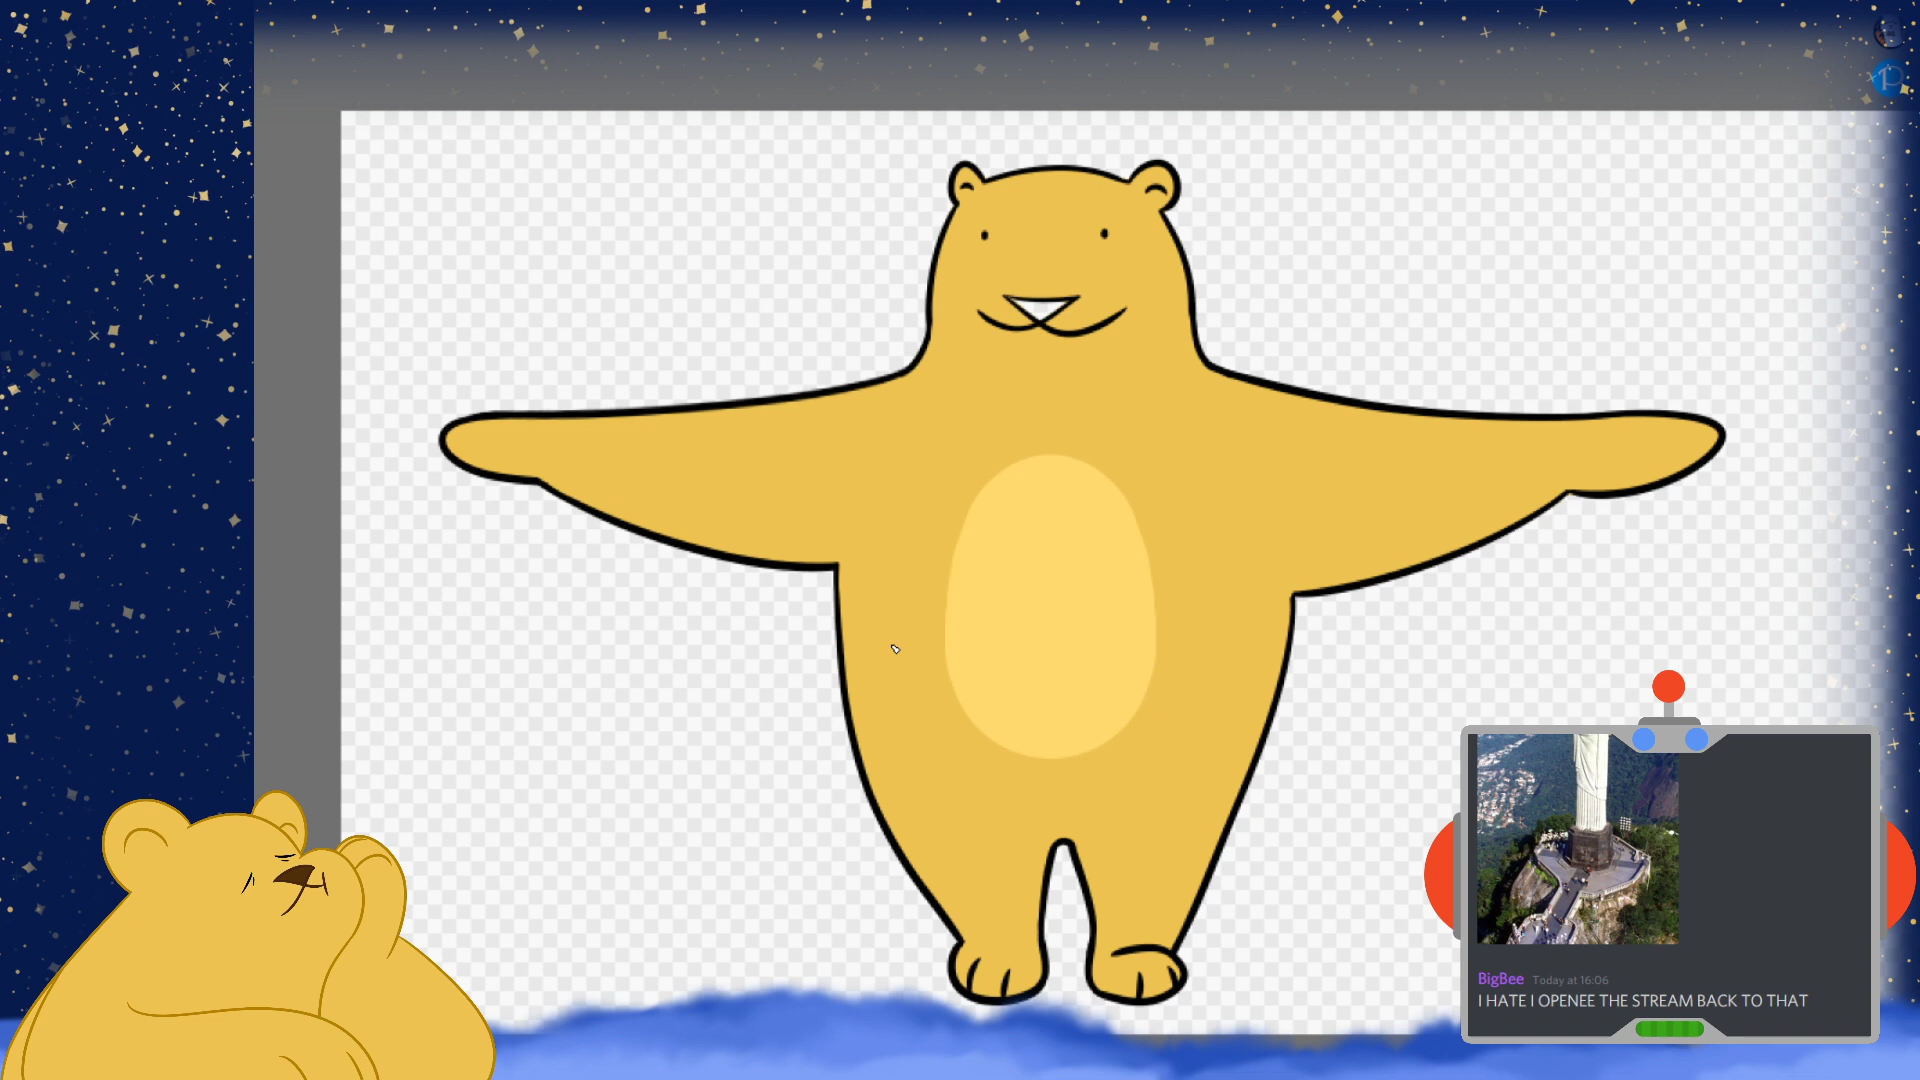 BigBee Today at 16:06
I HATE I OPENEE THE STREAM BACK TO THAT